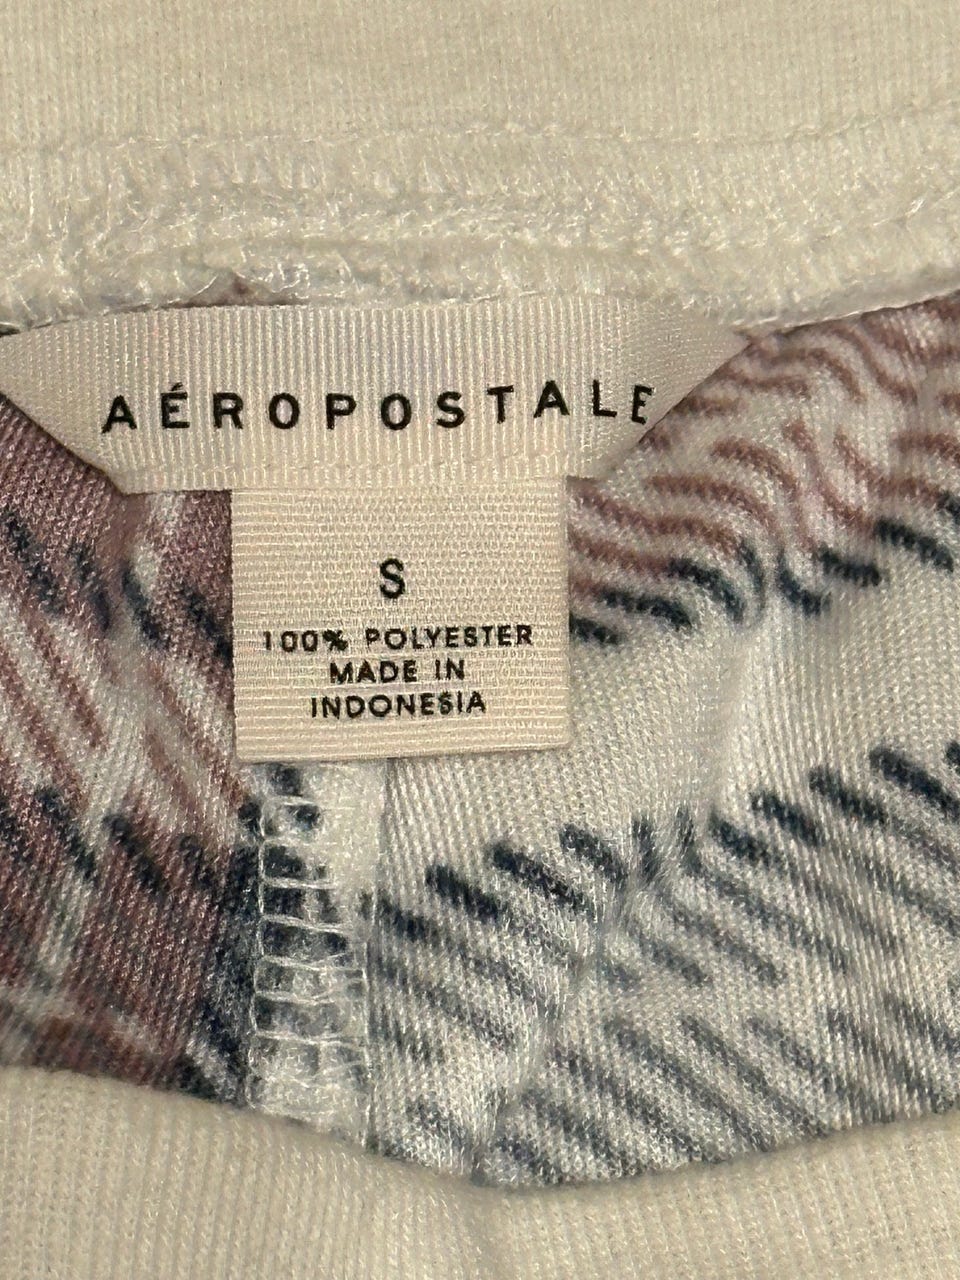 AÉROPOSTALE
S
100% POLYESTER
MADE IN
INDONESIA